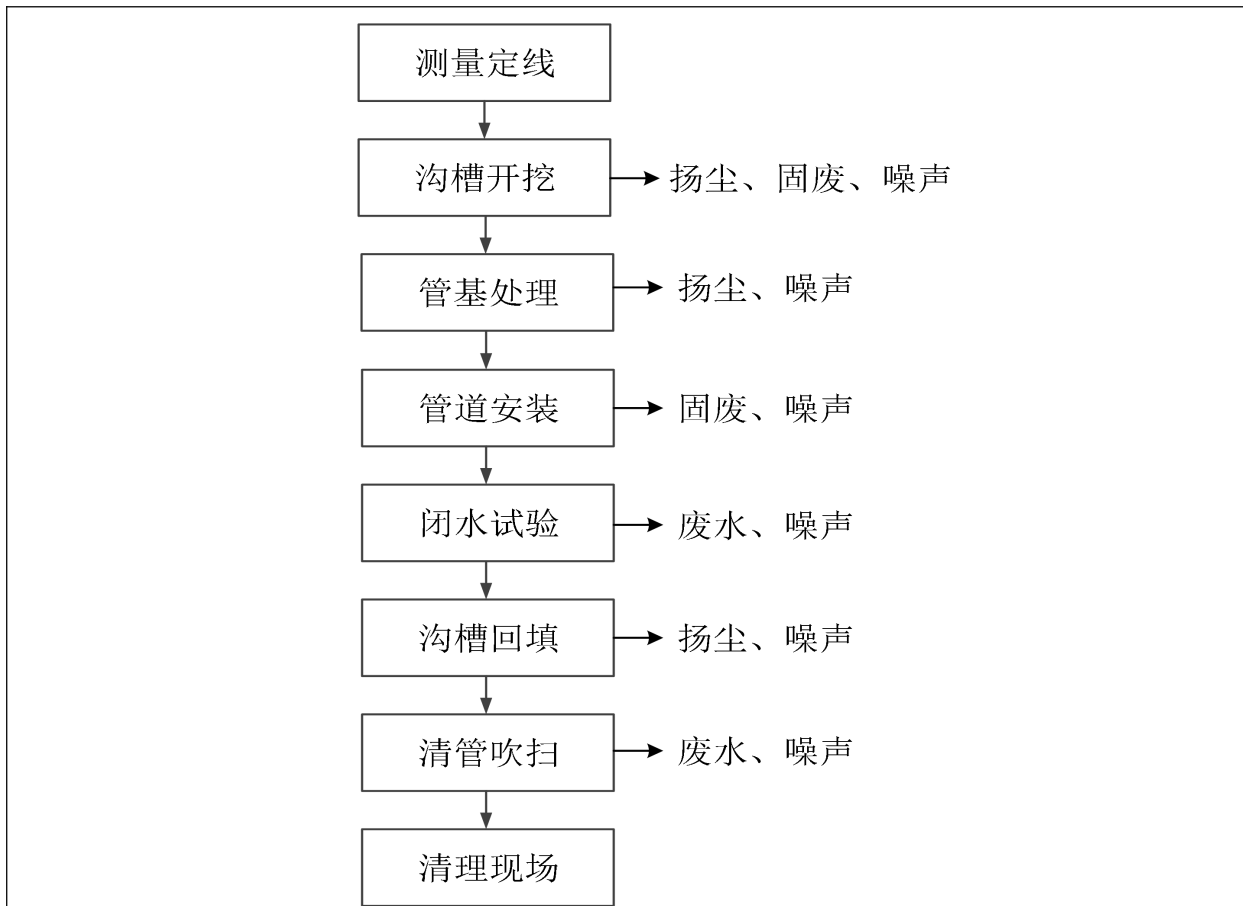 测量定线
沟槽开挖
扬尘、固废、噪声
管基处理
扬尘、噪声
管道安装
固废、噪声
闭水试验
废水、噪声
沟槽回填
扬尘、噪声
清管吹扫
废水、噪声
清理现场